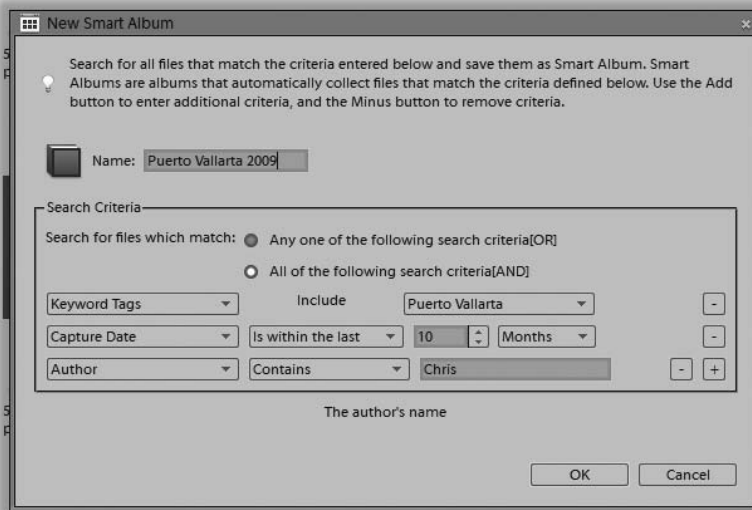 New Smart Album
x
Search for all files that match the criteria entered below and save them as Smart Album. Smart
Albums are albums that automatically collect files that match the criteria defined below. Use the Add
button to enter additional criteria, and the Minus button to remove criteria.
Name: Puerto Vallarta 2009
Search Criteria
Search for files which match: Any one of the following search criteria[OR]
All of the following search criteria[AND]
Keyword Tags Include Puerto Vallarta -
Capture Date Is within the last 10 Months -
Author Contains Chris - +
The author's name
OK Cancel